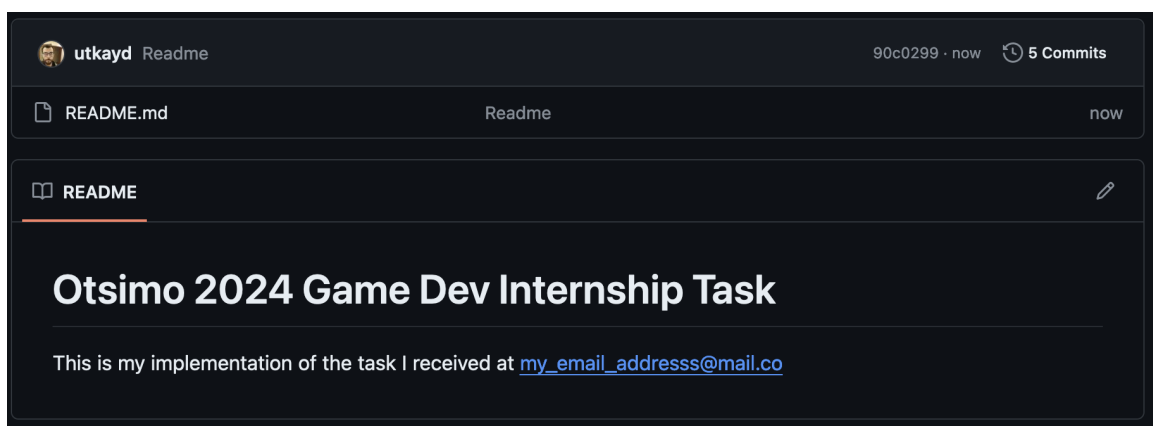 utkayd Readme 90c0299 · now 5 Commits
README.md Readme now
README
Otsimo 2024 Game Dev Internship Task
This is my implementation of the task I received at my_email_addresss@mail.co